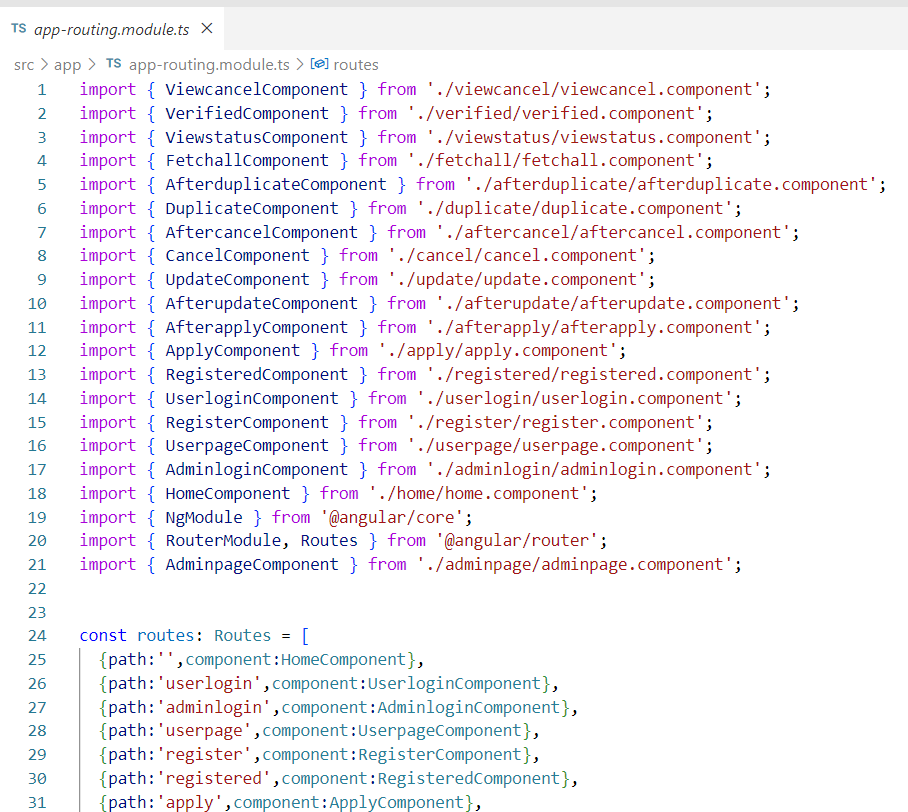 TS app-routing.module.ts ×
src > app > TS app-routing.module.ts > routes
1 import { ViewcancelComponent } from './viewcancel/viewcancel.component';
2 import { VerifiedComponent } from './verified/verified.component';
3 import { ViewstatusComponent } from './viewstatus/viewstatus.component';
4 import { FetchallComponent } from './fetchall/fetchall.component';
5 import { AfterduplicateComponent } from './afterduplicate/afterduplicate.component';
6 import { DuplicateComponent } from './duplicate/duplicate.component';
7 import { AftercancelComponent } from './aftercancel/aftercancel.component';
8 import { CancelComponent } from './cancel/cancel.component';
9 import { UpdateComponent } from './update/update.component';
10 import { AfterupdateComponent } from './afterupdate/afterupdate.component';
11 import { AfterapplyComponent } from './afterapply/afterapply.component';
12 import { ApplyComponent } from './apply/apply.component';
13 import { RegisteredComponent } from './registered/registered.component';
14 import { UserloginComponent } from './userlogin/userlogin.component';
15 import { RegisterComponent } from './register/register.component';
16 import { UserpageComponent } from './userpage/userpage.component';
17 import { AdminloginComponent } from './adminlogin/adminlogin.component';
18 import { HomeComponent } from './home/home.component';
19 import { NgModule } from '@angular/core';
20 import { RouterModule, Routes } from '@angular/router';
21 import { AdminpageComponent } from './adminpage/adminpage.component';
22
23
24 const routes: Routes = [
25 {path:'',component:HomeComponent},
26 {path:'userlogin',component:UserloginComponent},
27 {path:'adminlogin',component:AdminloginComponent},
28 {path:'userpage',component:UserpageComponent},
29 {path:'register',component:RegisterComponent},
30 {path:'registered',component:RegisteredComponent},
31 {path:'apply',component:ApplyComponent},